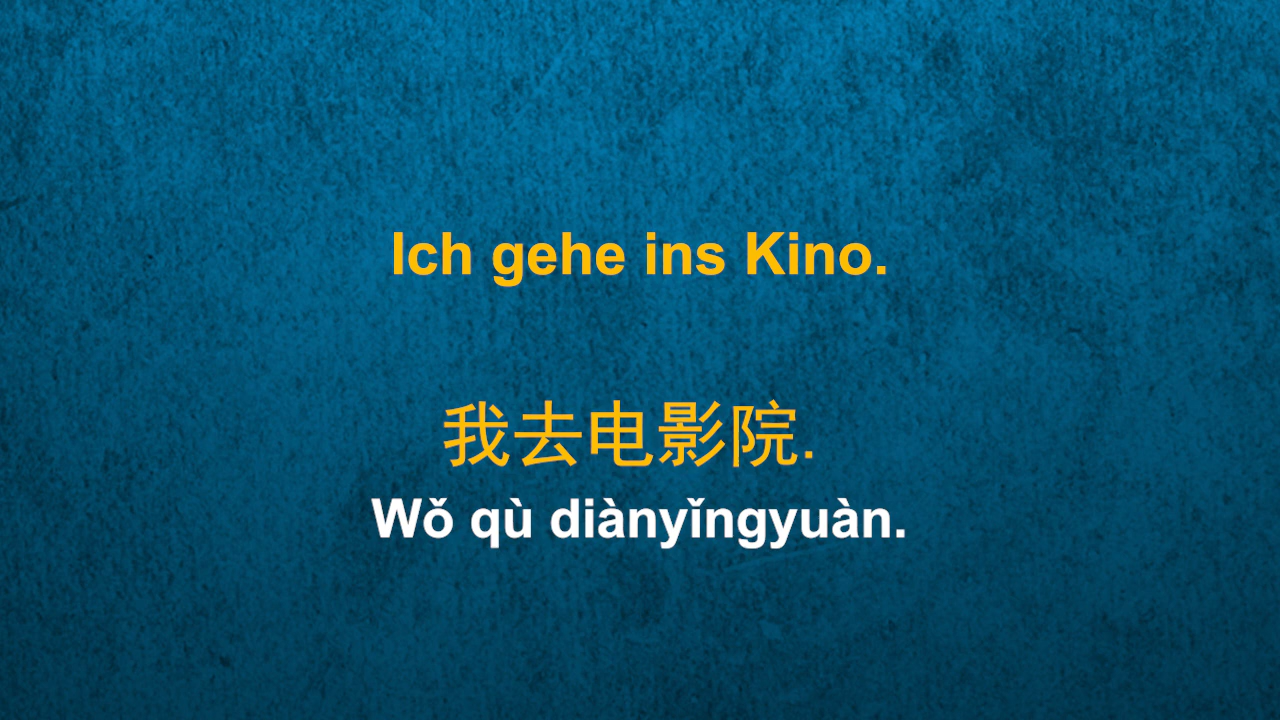 Ich gehe ins Kino.
我去电影院.
Wǒ qù diànyǐngyuàn.